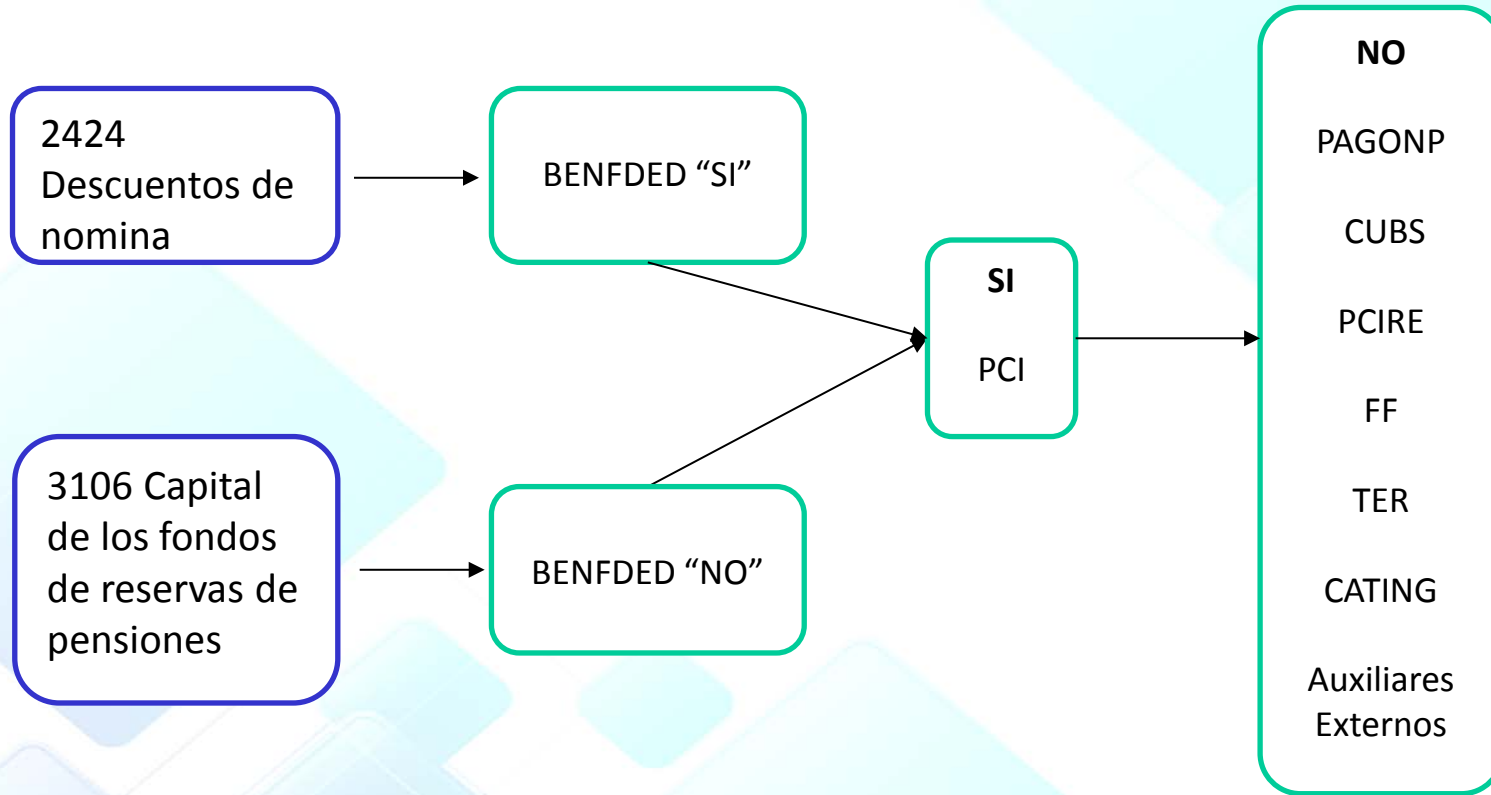 2424
Descuentos de
nomina
BENFDED “SI”
3106 Capital
de los fondos
de reservas de
pensiones
BENFDED “NO”
SI
PCI
NO
PAGONP
CUBS
PCIRE
FF
TER
CATING
Auxiliares
Externos